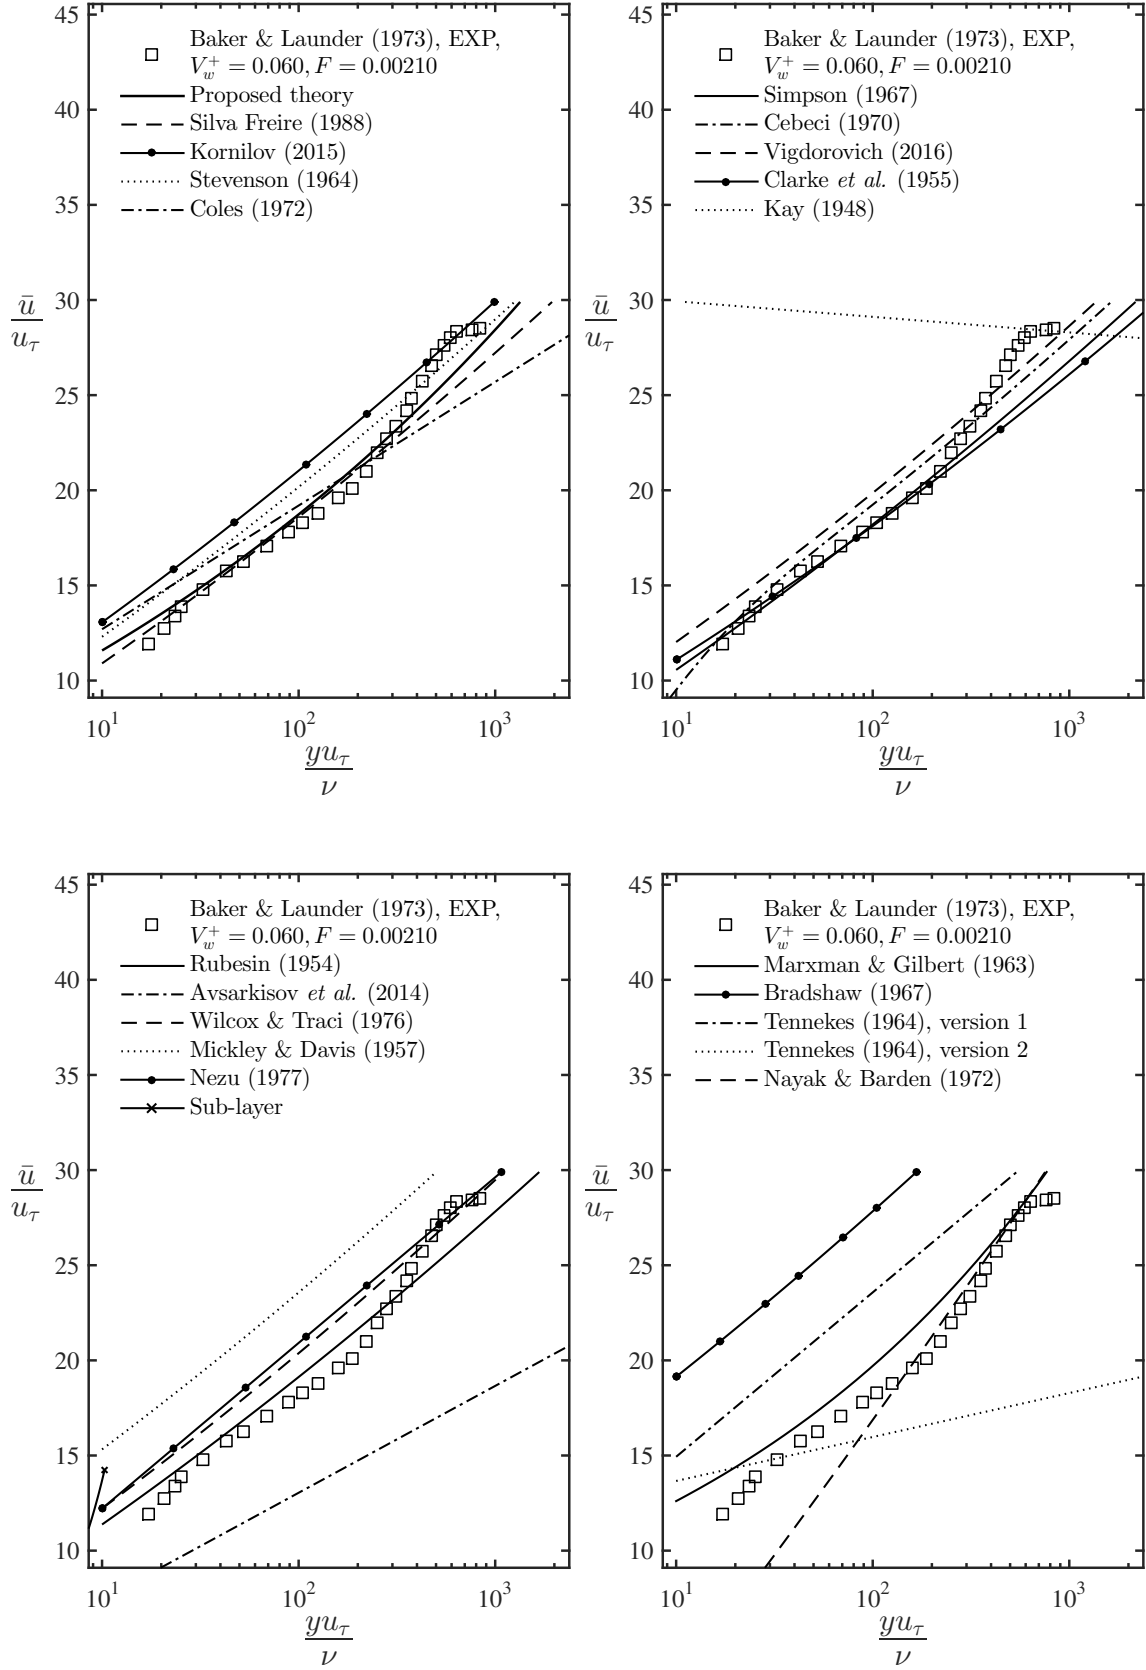 45
40
35
30
25
20
15
10
ū
u_τ
Baker & Launder (1973), EXP,
V_w^+ = 0.060, F = 0.00210
Proposed theory
Silva Freire (1988)
Kornilov (2015)
Stevenson (1964)
Coles (1972)
10^1 10^2 10^3
yu_τ
ν
45
40
35
30
25
20
15
10
ū
u_τ
Baker & Launder (1973), EXP,
V_w^+ = 0.060, F = 0.00210
Simpson (1967)
Cebeci (1970)
Vigdorovich (2016)
Clarke et al. (1955)
Kay (1948)
10^1 10^2 10^3
yu_τ
ν
45
40
35
30
25
20
15
10
ū
u_τ
Baker & Launder (1973), EXP,
V_w^+ = 0.060, F = 0.00210
Rubesin (1954)
Avsarkisov et al. (2014)
Wilcox & Traci (1976)
Mickley & Davis (1957)
Nezu (1977)
Sub-layer
10^1 10^2 10^3
yu_τ
ν
45
40
35
30
25
20
15
10
ū
u_τ
Baker & Launder (1973), EXP,
V_w^+ = 0.060, F = 0.00210
Marxman & Gilbert (1963)
Bradshaw (1967)
Tennekes (1964), version 1
Tennekes (1964), version 2
Nayak & Barden (1972)
10^1 10^2 10^3
yu_τ
ν